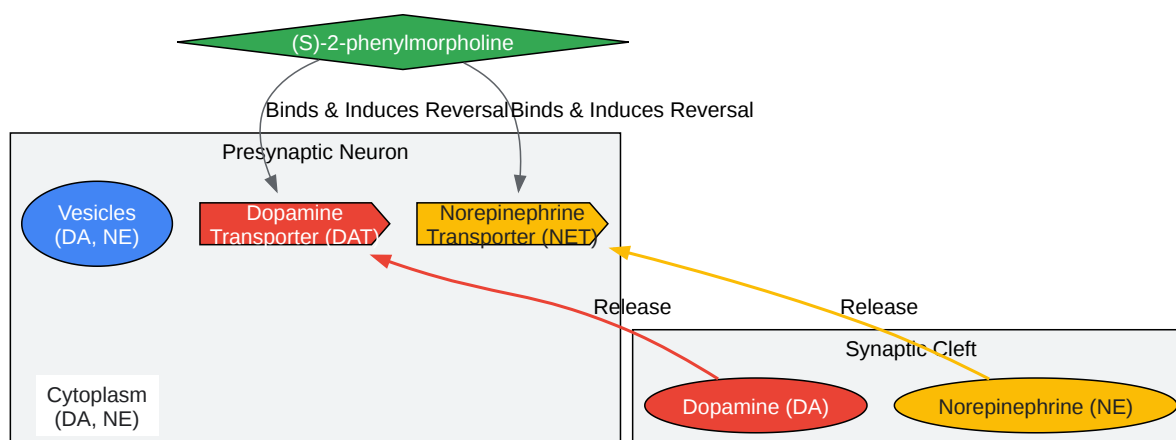 (S)-2-phenylmorpholine
Binds & Induces Reversal
Binds & Induces Reversal
Presynaptic Neuron
Vesicles
(DA, NE)
Dopamine
Transporter (DAT)
Norepinephrine
Transporter (NET)
Release
Release
Synaptic Cleft
Cytoplasm
(DA, NE)
Dopamine (DA)
Norepinephrine (NE)